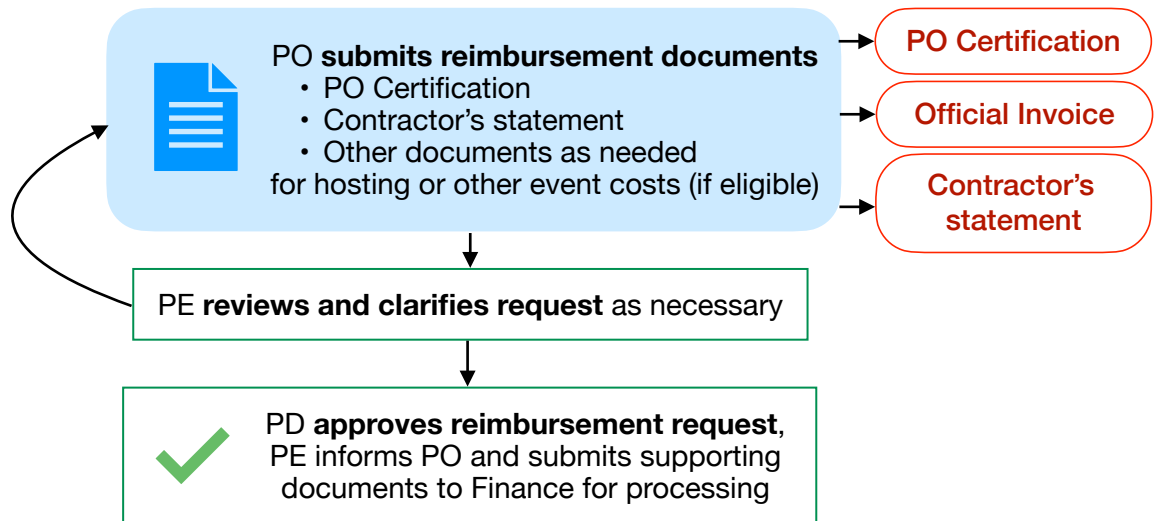 PO submits reimbursement documents
• PO Certification
• Contractor’s statement
• Other documents as needed
for hosting or other event costs (if eligible)
PO Certification
Official Invoice
Contractor’s
statement
PE reviews and clarifies request as necessary
PD approves reimbursement request,
PE informs PO and submits supporting
documents to Finance for processing